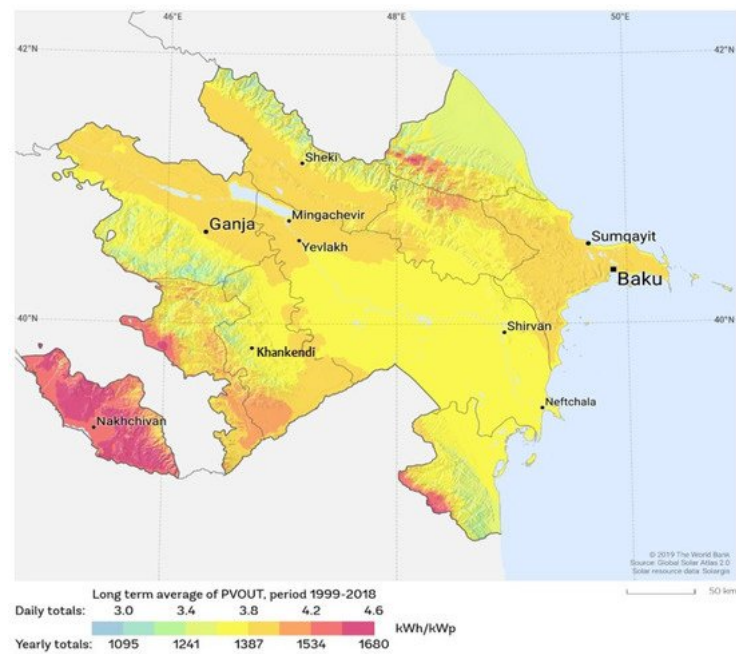 46°E 48°E 50°E
42°N 42°N
Sheki
Mingachevir
Ganja
Yevlakh
Sumqayit
Baku
40°N 40°N
Shirvan
Khankendi
Neftchala
Nakhchivan
© 2019 The World Bank
Source: Global Solar Atlas 2.0
Solar resource data: Solargis
46°E 48°E 50°E
50 km
Long term average of PVOUT, period 1999-2018
Daily totals: 3.0 3.4 3.8 4.2 4.6
kWh/kWp
Yearly totals: 1095 1241 1387 1534 1680